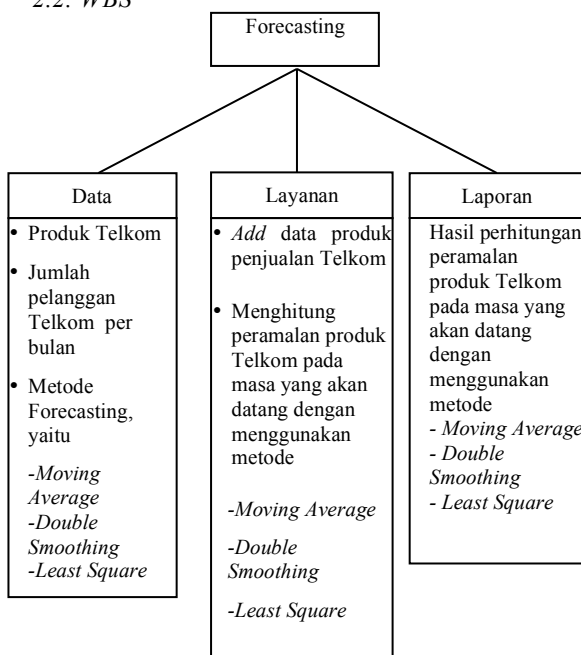 2.2. WBS
Forecasting
Data
• Produk Telkom
• Jumlah
pelanggan
Telkom per
bulan
• Metode
Forecasting,
yaitu
-Moving
Average
-Double
Smoothing
-Least Square
Layanan
• Add data produk
penjualan Telkom
• Menghitung
peramalan produk
Telkom pada
masa yang akan
datang dengan
menggunakan
metode
-Moving Average
-Double
Smoothing
-Least Square
Laporan
Hasil perhitungan
peramalan
produk Telkom
pada masa yang
akan datang
dengan
menggunakan
metode
- Moving Average
- Double
Smoothing
- Least Square